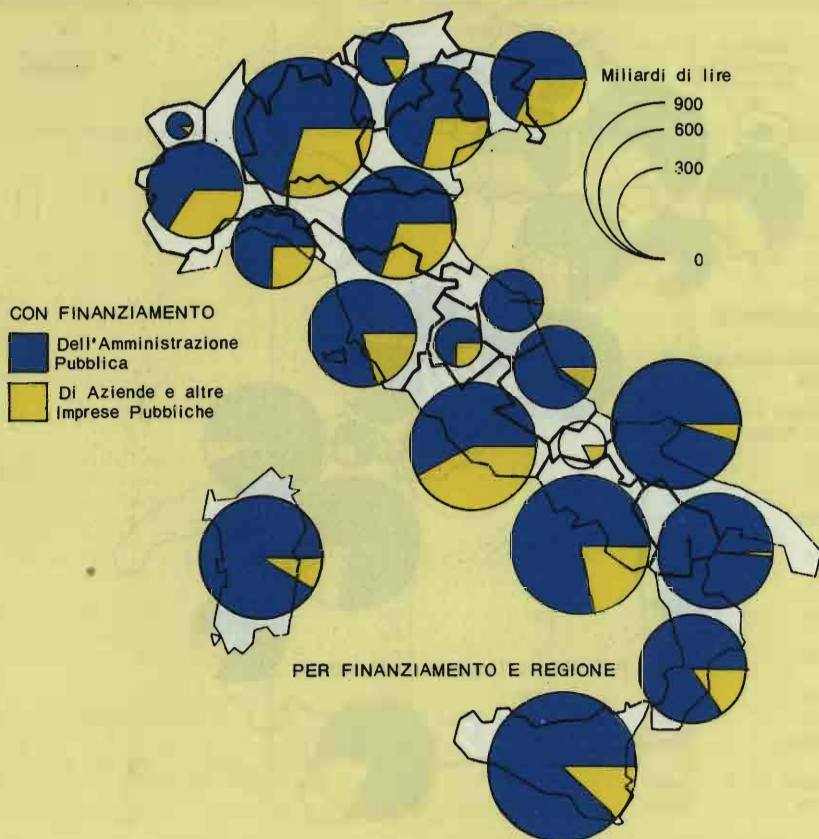 Miliardi di lire
900
600
300
0
CON FINANZIAMENTO
Dell'Amministrazione
Pubblica
Di Aziende e altre
Imprese Pubbliche
PER FINANZIAMENTO E REGIONE